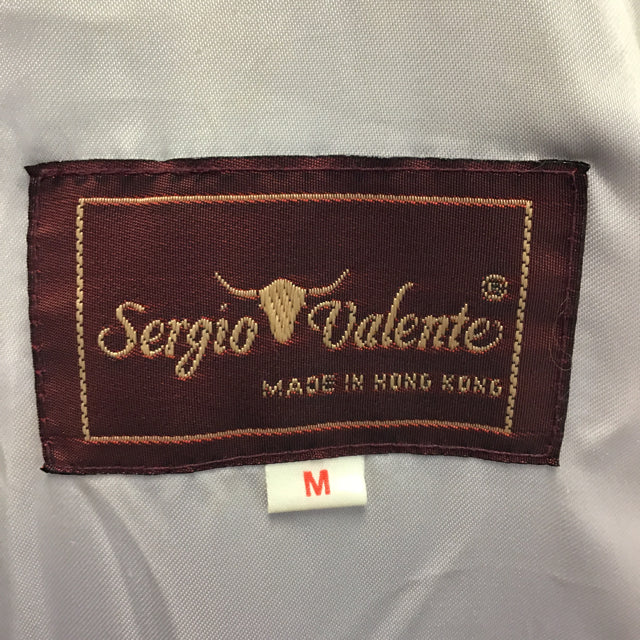 Sergio Valente ®
MADE IN HONG KONG
M